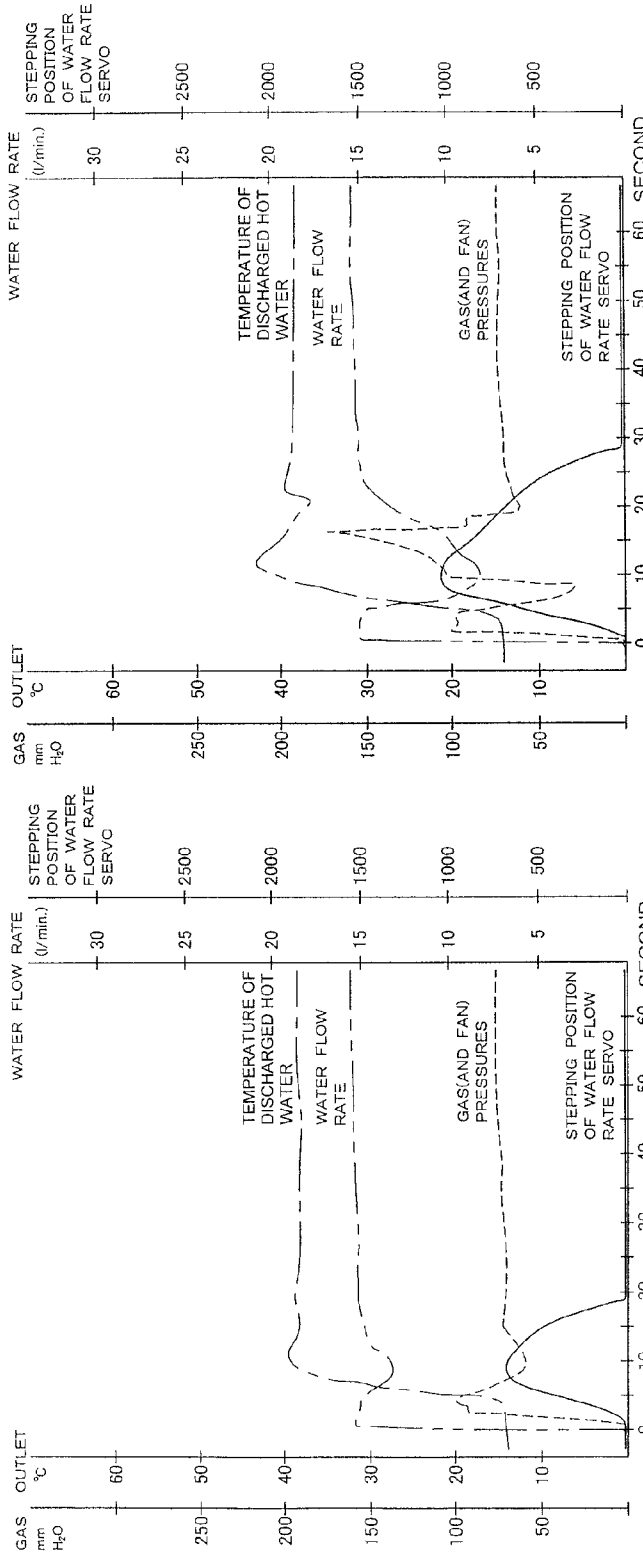 WATER FLOW RATE
(l/min.)
STEPPING
POSITION
OF WATER
FLOW RATE
SERVO
GAS
mm
H₂O
OUTLET
°C
60
250
50
200
40
150
30
100
20
50
10
30
25
20
15
10
5
2500
2000
1500
1000
500
TEMPERATURE OF
DISCHARGED HOT
WATER
WATER FLOW
RATE
GAS(AND FAN)
PRESSURES
STEPPING POSITION
OF WATER FLOW
RATE SERVO
0 10 20 30 40 50 60 SECOND
WATER FLOW RATE
(l/min.)
STEPPING
POSITION
OF WATER
FLOW RATE
SERVO
GAS
mm
H₂O
OUTLET
°C
60
250
50
200
40
150
30
100
20
50
10
30
25
20
15
10
5
2500
2000
1500
1000
500
TEMPERATURE OF
DISCHARGED HOT
WATER
WATER FLOW
RATE
GAS(AND FAN)
PRESSURES
STEPPING POSITION
OF WATER FLOW
RATE SERVO
0 10 20 30 40 50 60 SECOND